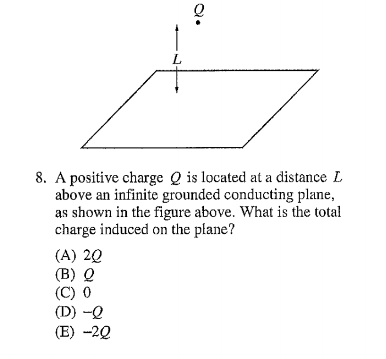 Q
L
8. A positive charge Q is located at a distance L
above an infinite grounded conducting plane,
as shown in the figure above. What is the total
charge induced on the plane?
(A) 2Q
(B) Q
(C) 0
(D) –Q
(E) –2Q